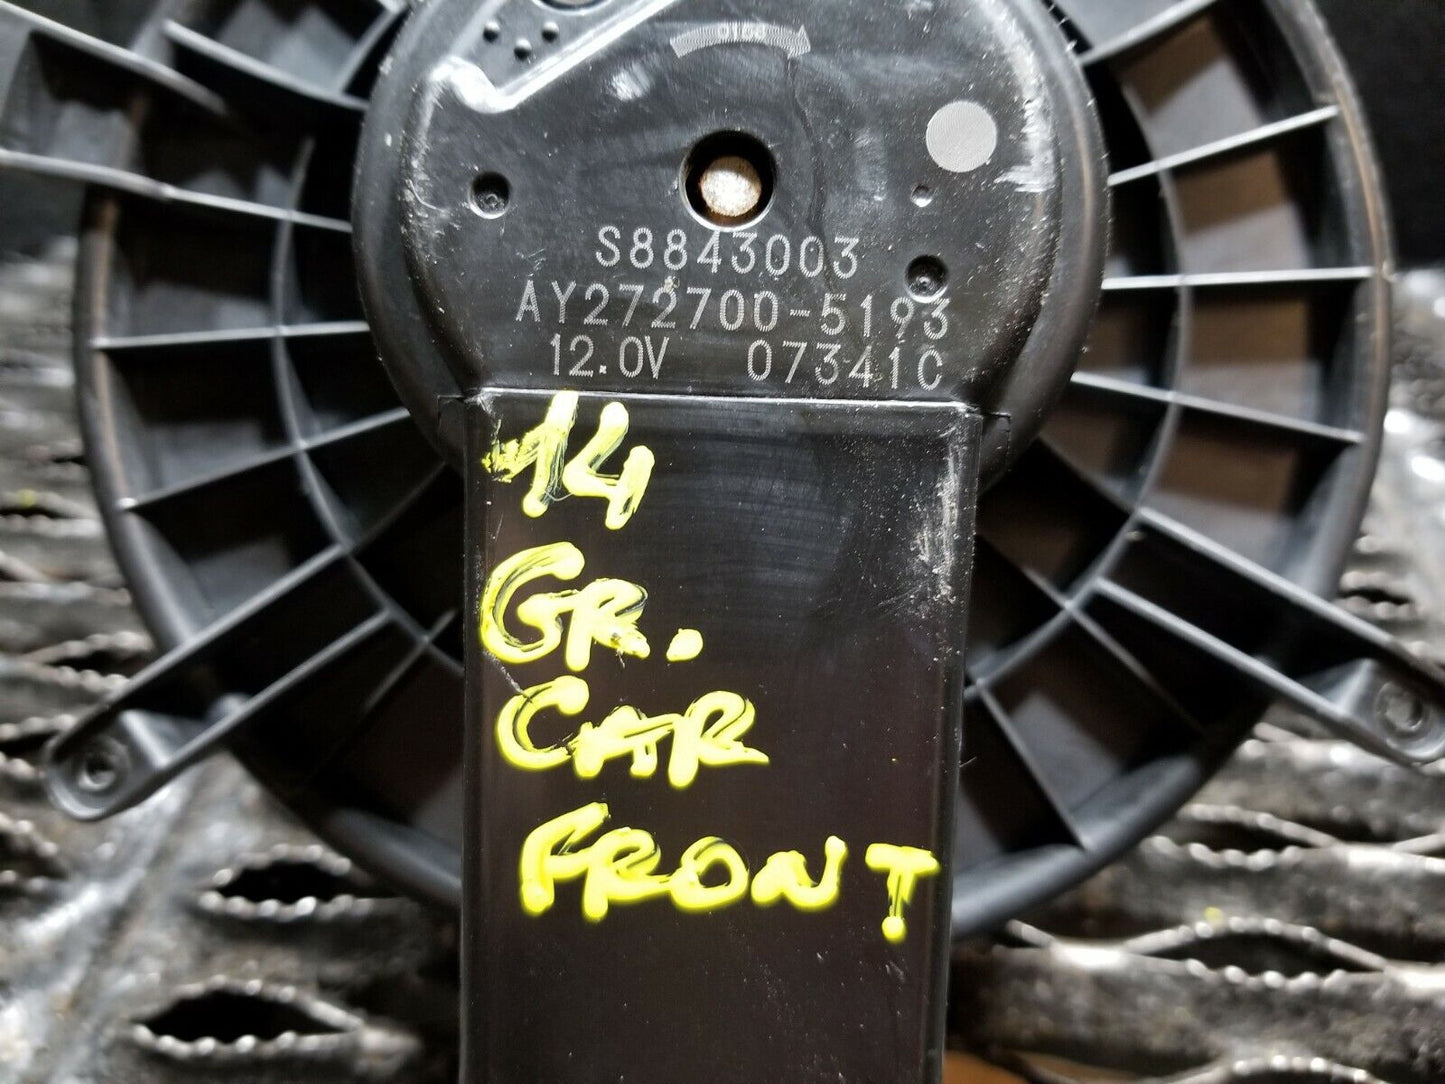 S8843003
AY272700-5193
12.0V 07341C
14
GR.
CAR
FRONT